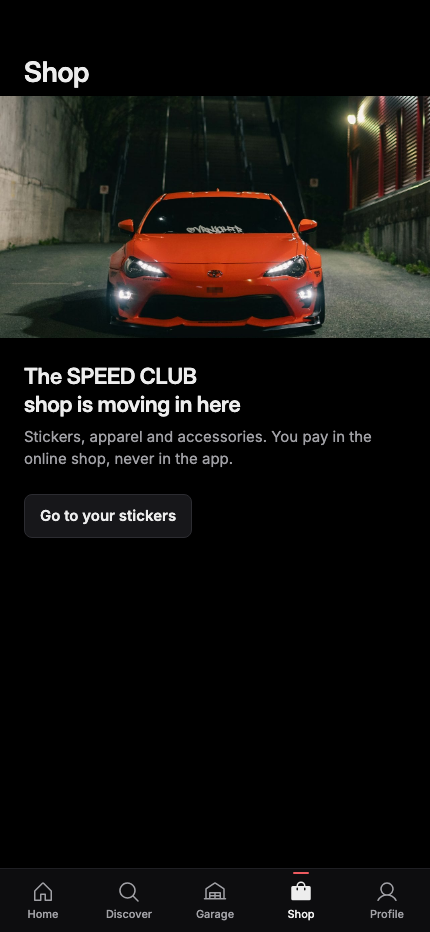 Shop
The SPEED CLUB
shop is moving in here
Stickers, apparel and accessories. You pay in the
online shop, never in the app.
Go to your stickers
Home
Discover
Garage
Shop
Profile